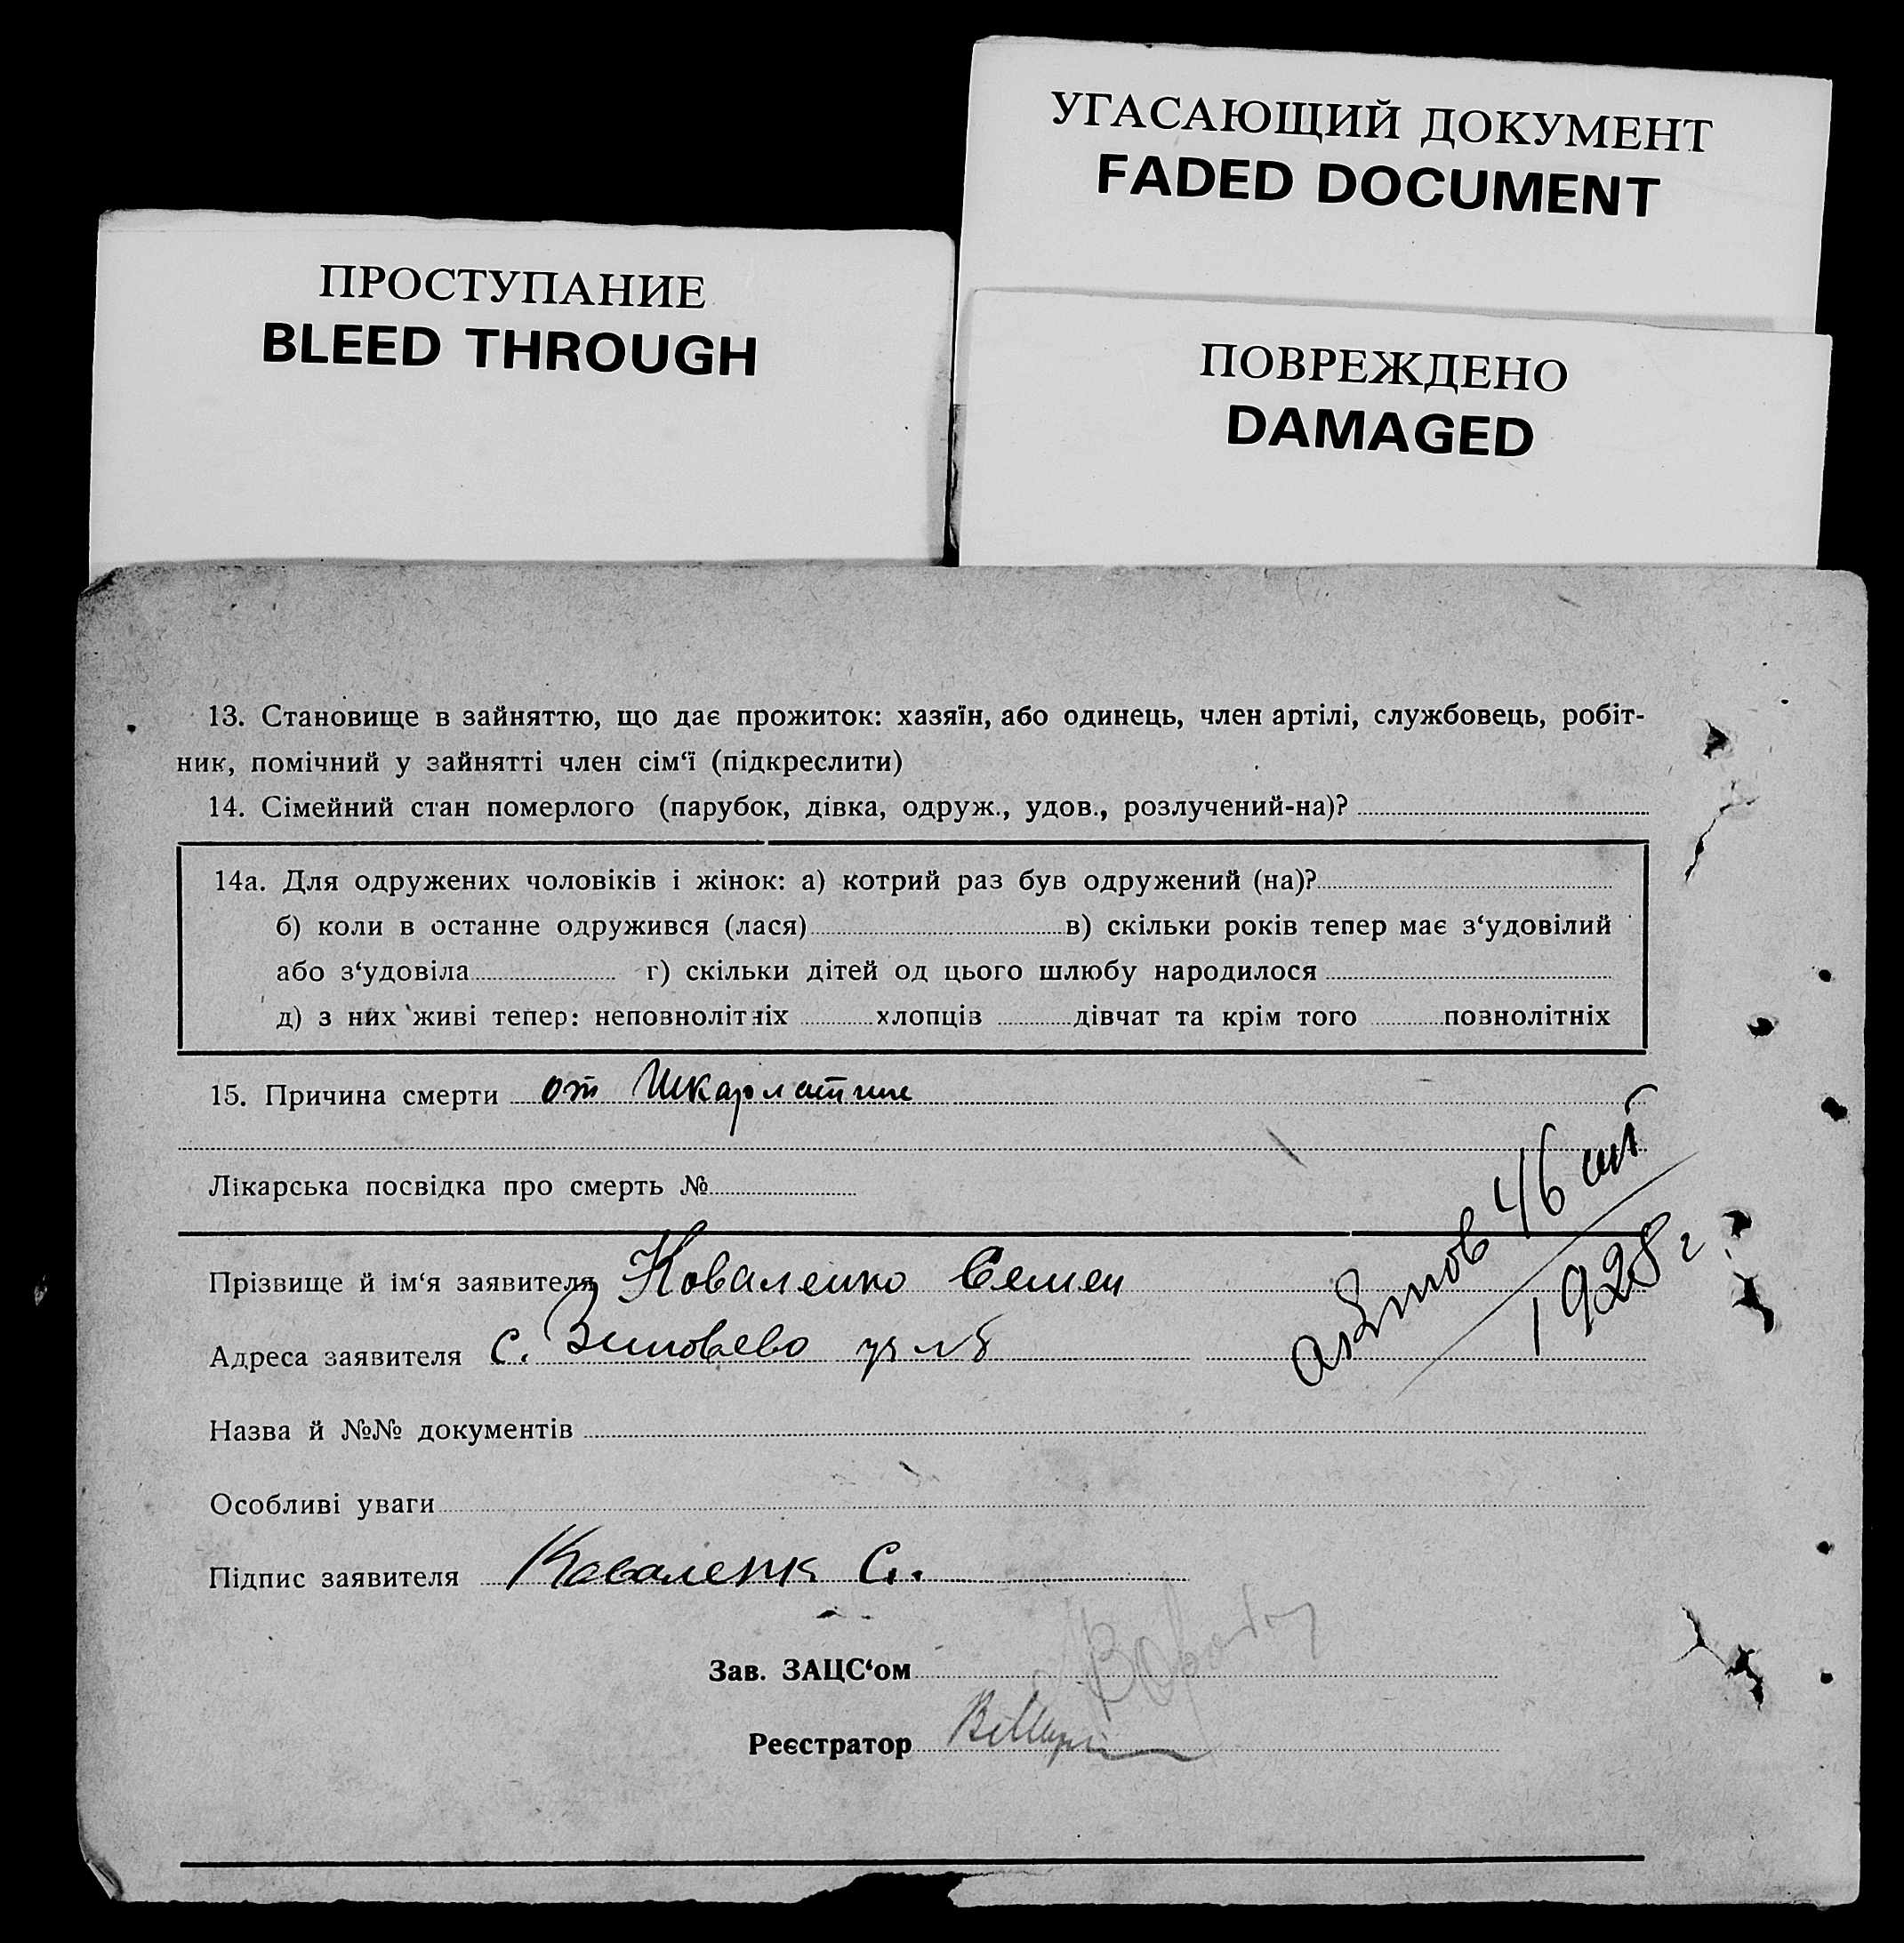 УГАСАЮЩИЙ ДОКУМЕНТ
FADED DOCUMENT
ПРОСТУПАНИЕ
BLEED THROUGH
ПОВРЕЖДЕНО
DAMAGED
13. Становище в зайняттю, що дає прожиток: хазяїн, або одинець, член артілі, службовець, робіт-
ник, помічний у зайнятті член сім‘ї (підкреслити)
14. Сімейний стан померлого (парубок, дівка, одруж., удов., розлучений-на)?
14а. Для одружених чоловіків і жінок: а) котрий раз був одружений (на)?
б) коли в останне одружився (лася) в) скільки років тепер має з‘удовілий
або з‘удовіла г) скільки дітей од цього шлюбу народилося
д) з них живі тепер: неповнолітніх хлопців дівчат та крім того повнолітніх
15. Причина смерти от Шкарлатини
Лікарська посвідка про смерть №
Прізвище й ім‘я заявителя Коваленко Семен
Адреса заявителя с. Зиновьево
Назва й №№ документів
Особливі уваги
Підпис заявителя Коваленк С.
Зав. ЗАЦС‘ом
Реєстратор
актов 46 шт
1928 г.